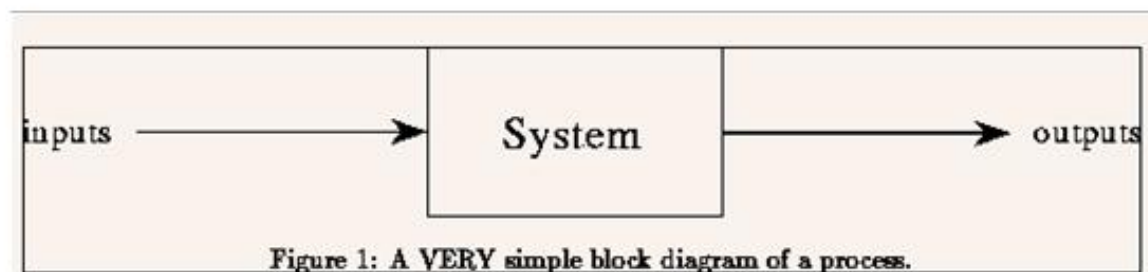 inputs System outputs
Figure 1: A VERY simple block diagram of a process.